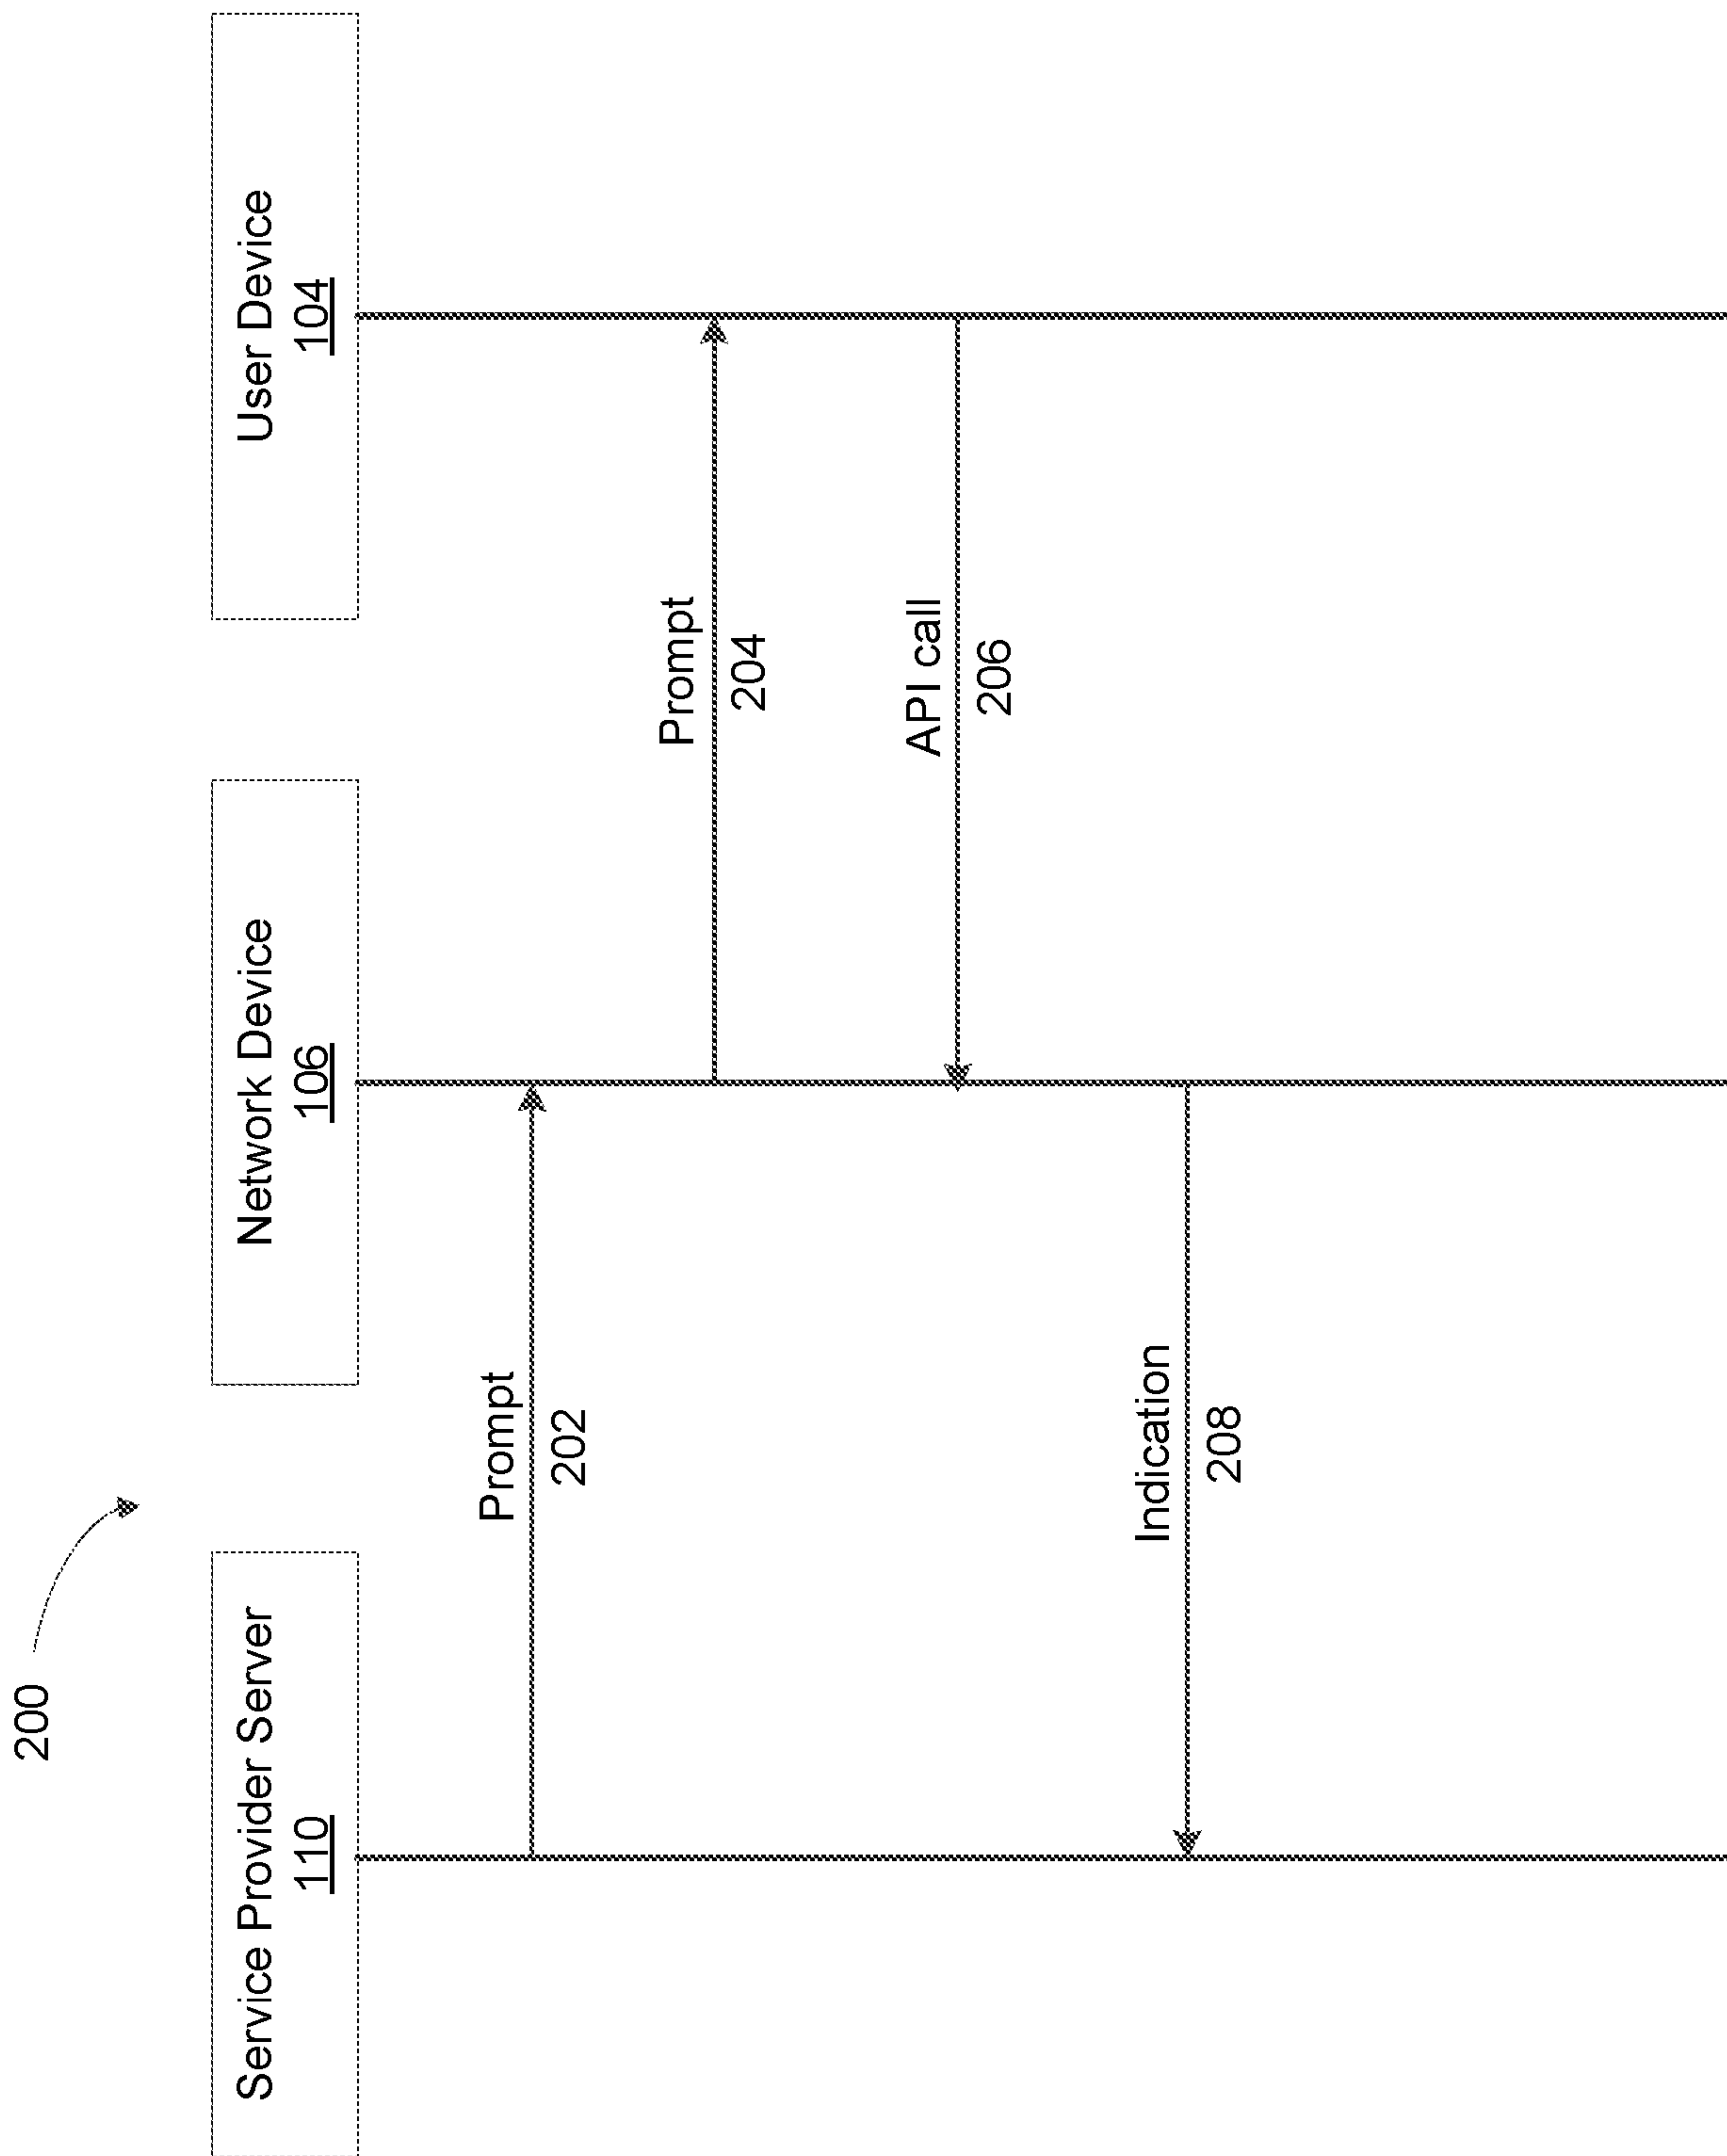 200
Service Provider Server
110
Network Device
106
User Device
104
Prompt
202
Prompt
204
API call
206
Indication
208